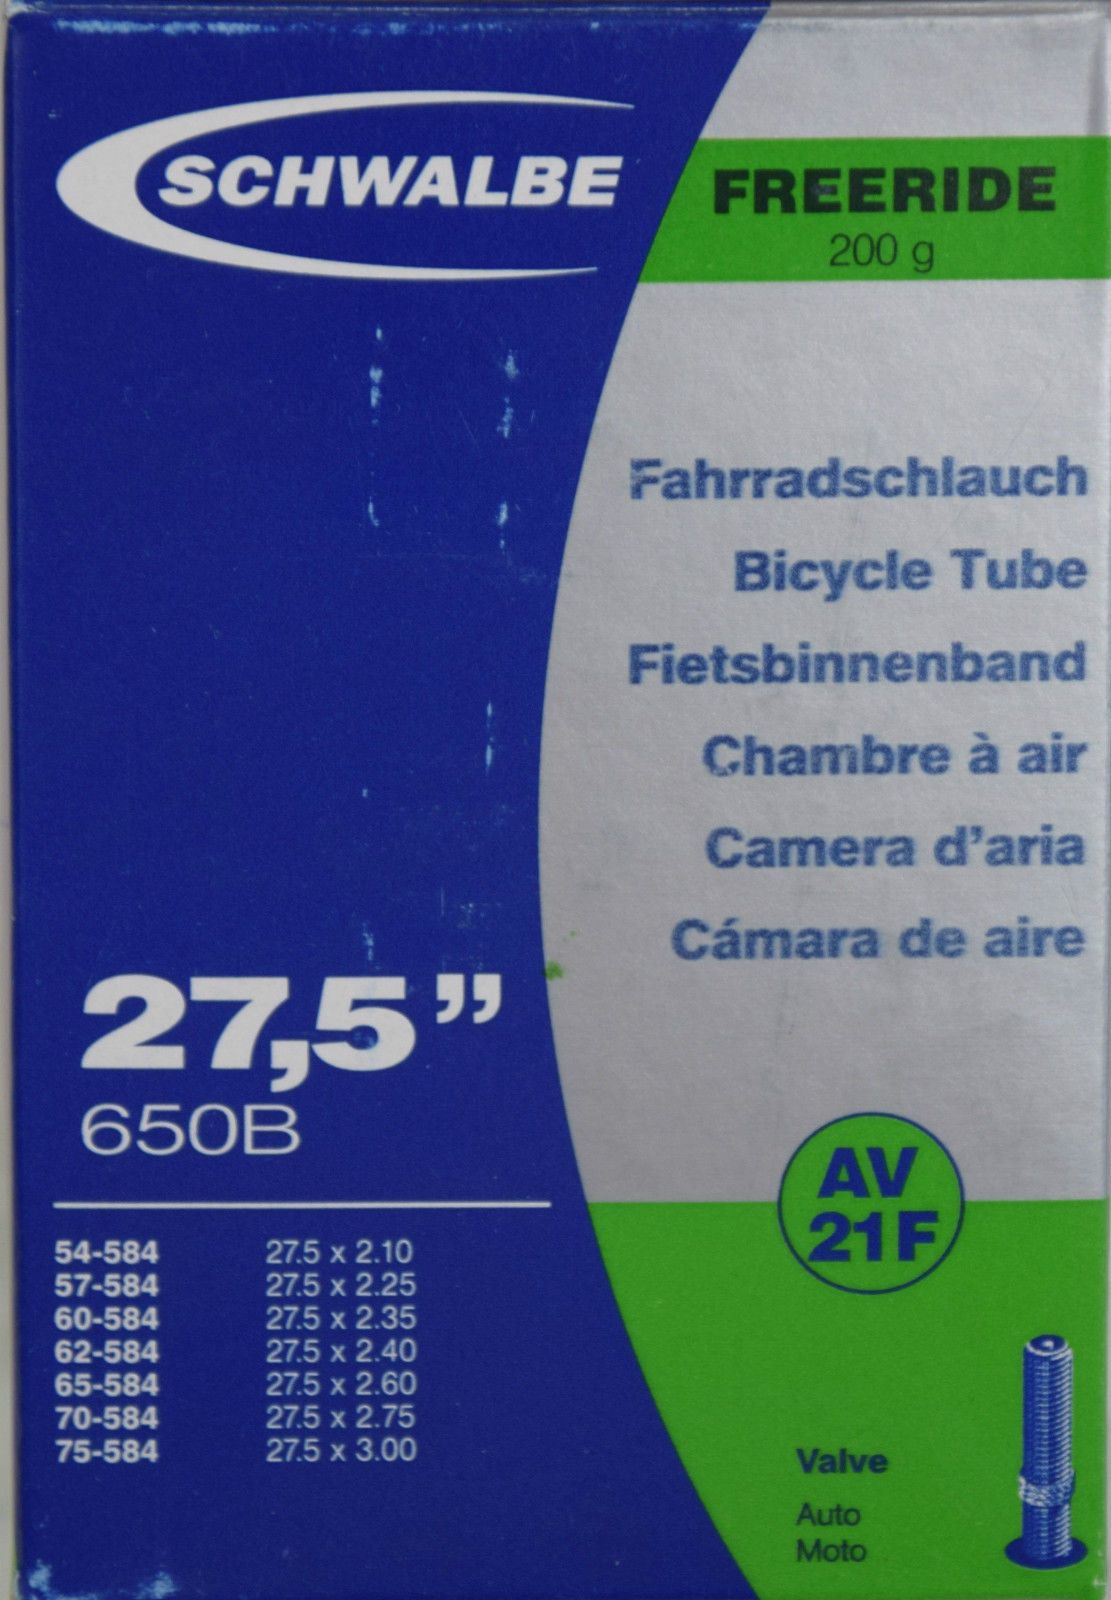 SCHWALBE
FREERIDE
200 g
Fahrradschlauch
Bicycle Tube
Fietsbinnenband
Chambre à air
Camera d'aria
Cámara de aire
27,5”
650B
54-584 27.5 x 2.10
57-584 27.5 x 2.25
60-584 27.5 x 2.35
62-584 27.5 x 2.40
65-584 27.5 x 2.60
70-584 27.5 x 2.75
75-584 27.5 x 3.00
AV
21F
Valve
Auto
Moto